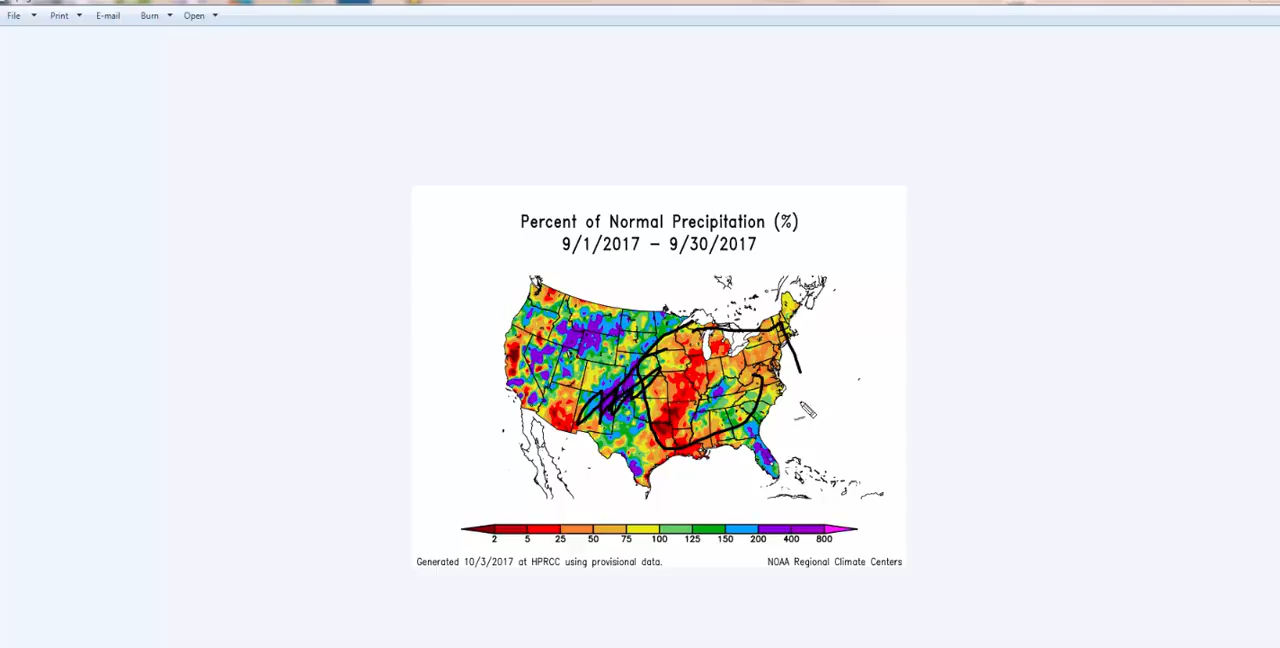 File Print E-mail Burn Open
Percent of Normal Precipitation (%)
9/1/2017 – 9/30/2017
2 5 25 50 75 100 125 150 200 400 800
Generated 10/3/2017 at HPRCC using provisional data. NOAA Regional Climate Centers